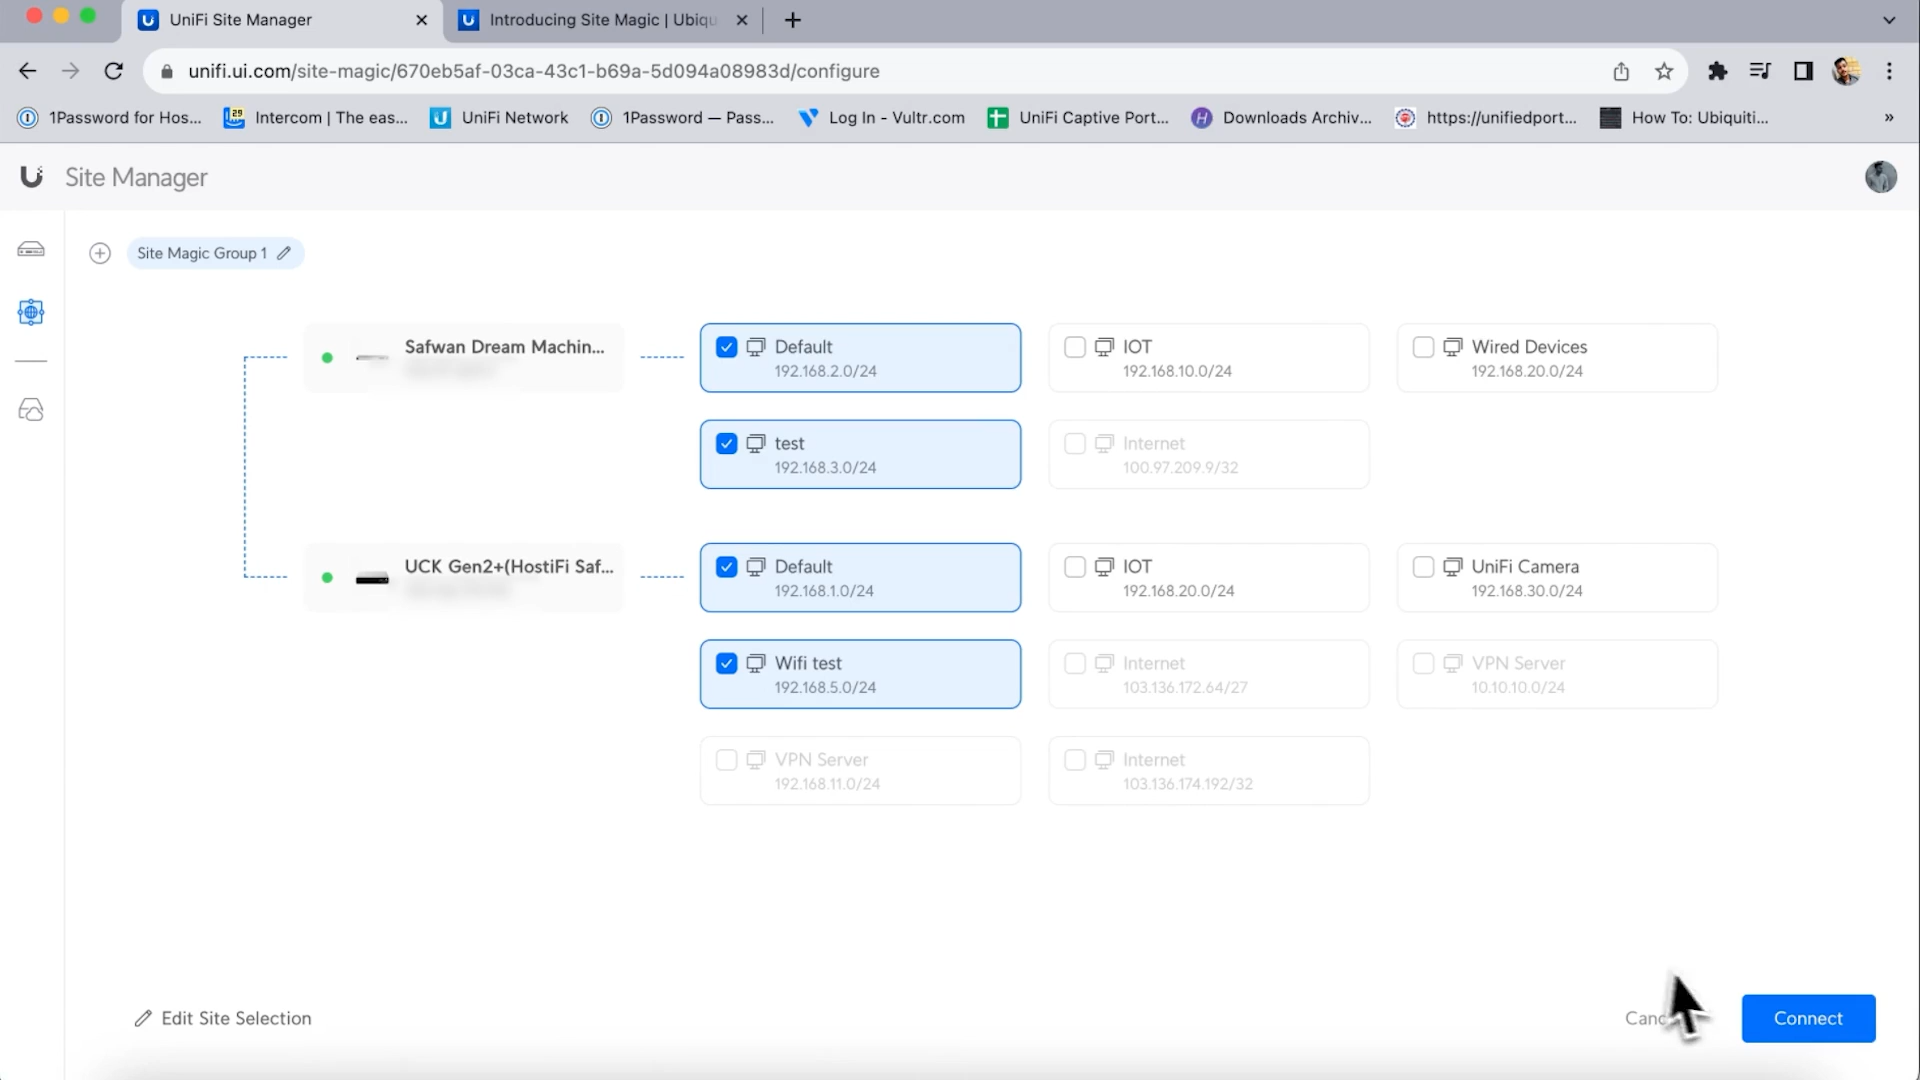 UniFi Site Manager
Introducing Site Magic | Ubiqu
unifi.ui.com/site-magic/670eb5af-03ca-43c1-b69a-5d094a08983d/configure
1Password for Hos...
29
Intercom | The eas...
UniFi Network
1Password — Pass...
Log In - Vultr.com
UniFi Captive Port...
Downloads Archiv...
https://unifiedport...
How To: Ubiquiti...
Site Manager
Site Magic Group 1
Safwan Dream Machin...
Default
192.168.2.0/24
IOT
192.168.10.0/24
Wired Devices
192.168.20.0/24
test
192.168.3.0/24
Internet
100.97.209.9/32
UCK Gen2+(HostiFi Saf...
Default
192.168.1.0/24
IOT
192.168.20.0/24
UniFi Camera
192.168.30.0/24
Wifi test
192.168.5.0/24
Internet
103.136.172.64/27
VPN Server
10.10.10.0/24
VPN Server
192.168.11.0/24
Internet
103.136.174.192/32
Edit Site Selection
Connect